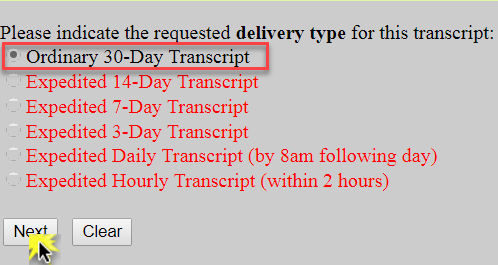 Please indicate the requested delivery type for this transcript:
Ordinary 30-Day Transcript
Expedited 14-Day Transcript
Expedited 7-Day Transcript
Expedited 3-Day Transcript
Expedited Daily Transcript (by 8am following day)
Expedited Hourly Transcript (within 2 hours)
Next Clear